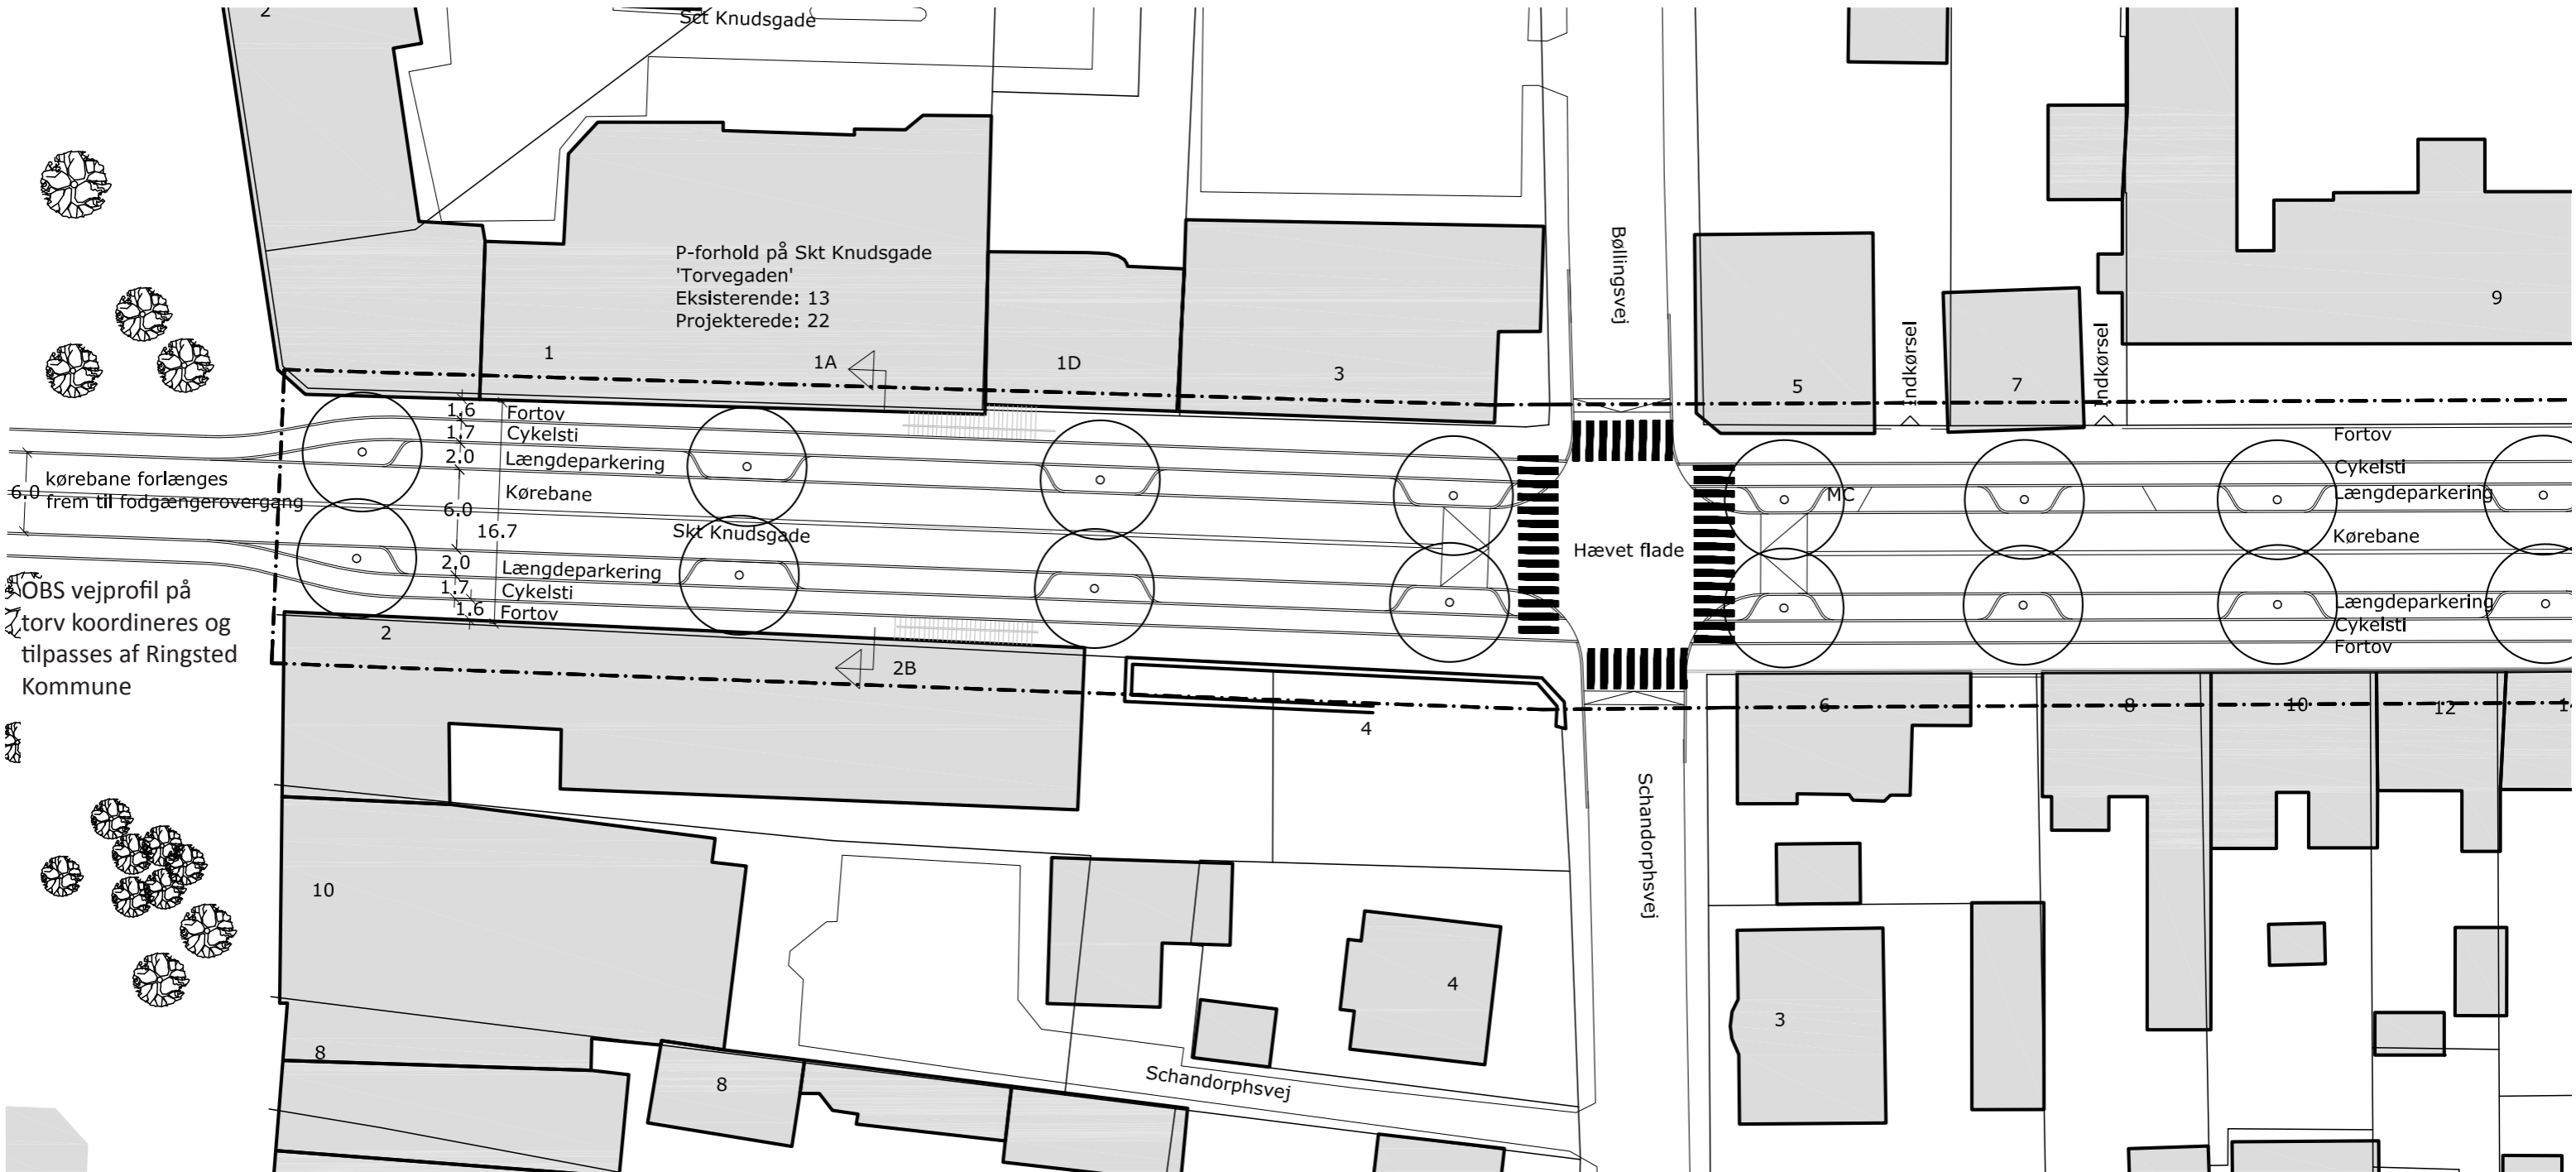 2
Sct Knudsgade
P-forhold på Skt Knudsgade
'Torvegaden'
Eksisterende: 13
Projekterede: 22
1
1A
1D
3
Bøllingsvej
5
Indkørsel
7
Indkørsel
9
1.6 Fortov
1.7 Cykelsti
2.0 Længdeparkering
Kørebane
6.0
16.7
Skt Knudsgade
2.0 Længdeparkering
1.7 Cykelsti
1.6 Fortov
6.0
kørebane forlænges
frem til fodgængerovergang
OBS vejprofil på
torv koordineres og
tilpasses af Ringsted
Kommune
Hævet flade
MC
Fortov
Cykelsti
Længdeparkering
Kørebane
Længdeparkering
Cykelsti
Fortov
2
2B
4
6
8
10
12
Schandorphsvej
10
4
3
8
8
Schandorphsvej